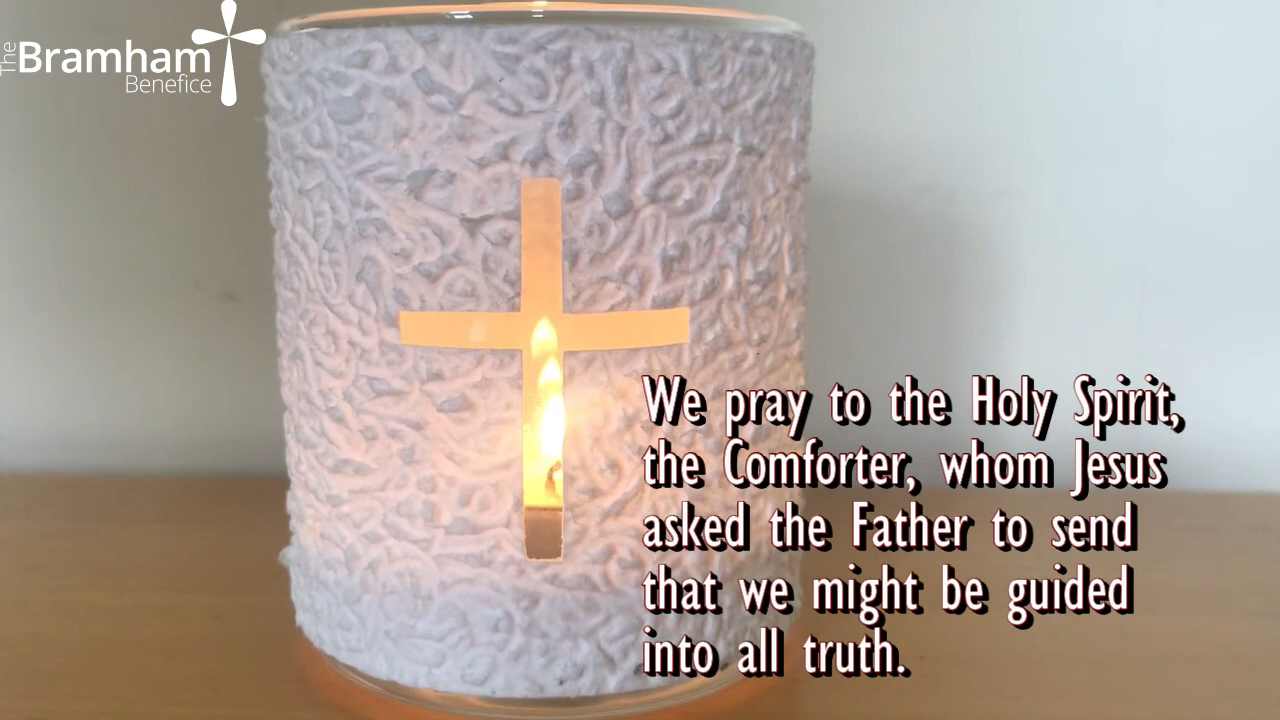 The
Bramham
Benefice
We pray to the Holy Spirit,
the Comforter, whom Jesus
asked the Father to send
that we might be guided
into all truth.